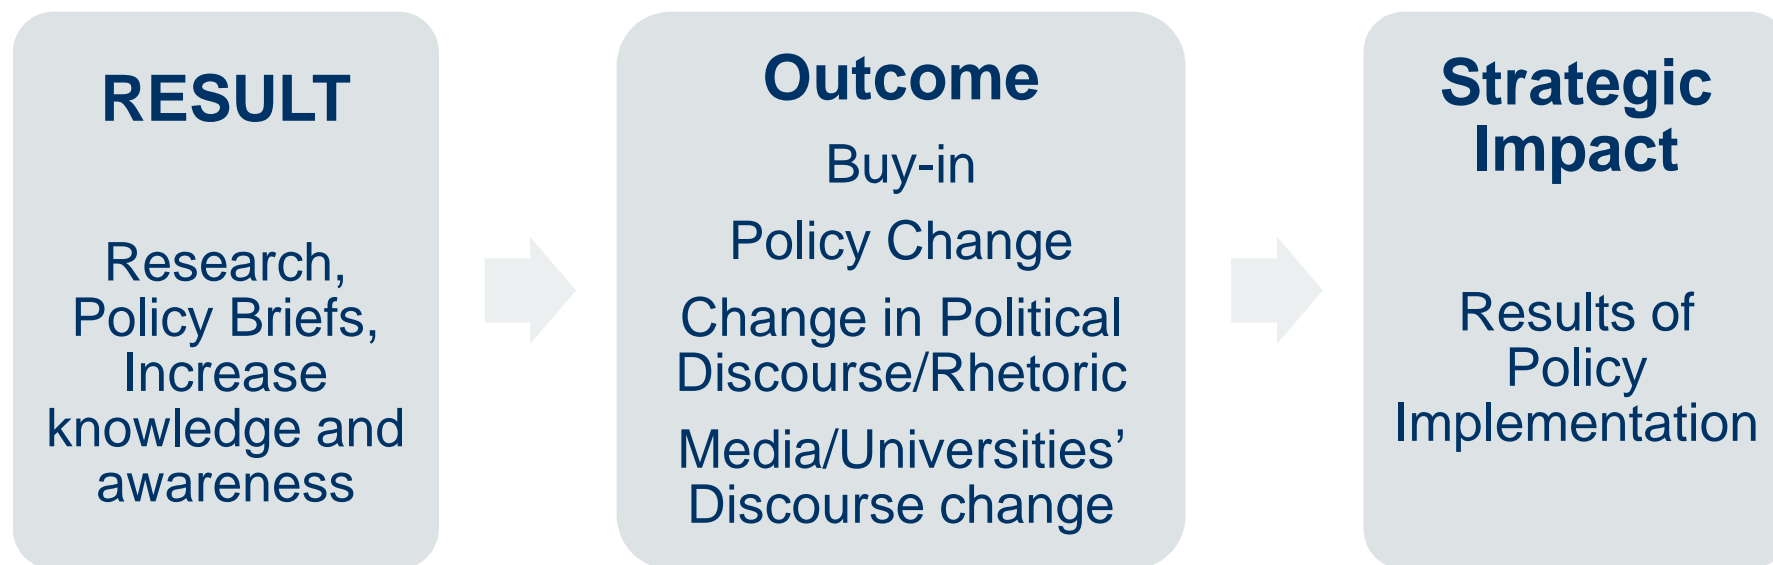 RESULT
Research,
Policy Briefs,
Increase
knowledge and
awareness
Outcome
Buy-in
Policy Change
Change in Political
Discourse/Rhetoric
Media/Universities’
Discourse change
Strategic
Impact
Results of
Policy
Implementation